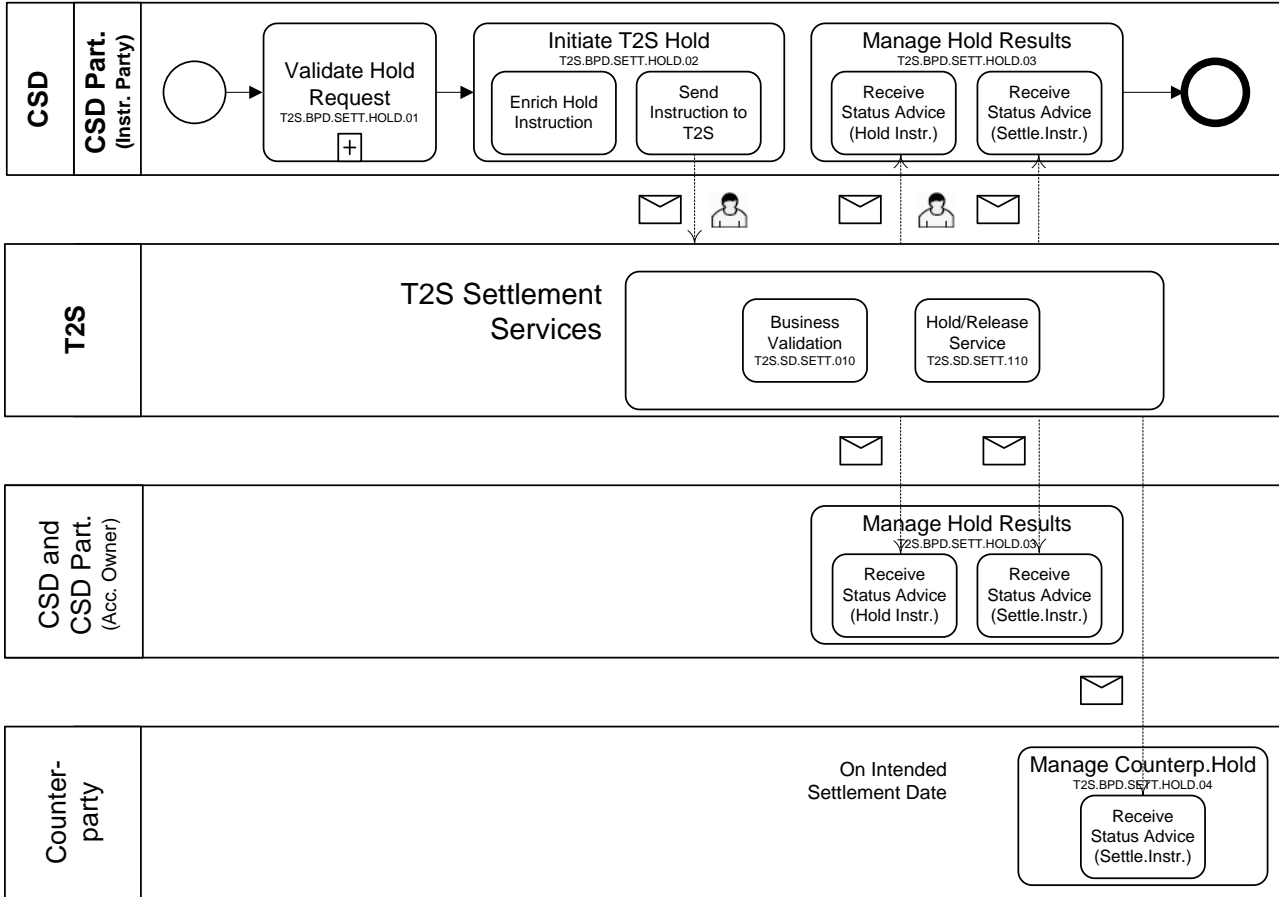 CSD
CSD Part.
(Instr. Party)
Validate Hold
Request
T2S.BPD.SETT.HOLD.01
Initiate T2S Hold
T2S.BPD.SETT.HOLD.02
Enrich Hold
Instruction
Send
Instruction to
T2S
Manage Hold Results
T2S.BPD.SETT.HOLD.03
Receive
Status Advice
(Hold Instr.)
Receive
Status Advice
(Settle.Instr.)
T2S
T2S Settlement
Services
Business
Validation
T2S.SD.SETT.010
Hold/Release
Service
T2S.SD.SETT.110
CSD and
CSD Part.
(Acc. Owner)
Manage Hold Results
T2S.BPD.SETT.HOLD.03
Receive
Status Advice
(Hold Instr.)
Receive
Status Advice
(Settle.Instr.)
Counter-
party
On Intended
Settlement Date
Manage Counterp.Hold
T2S.BPD.SETT.HOLD.04
Receive
Status Advice
(Settle.Instr.)